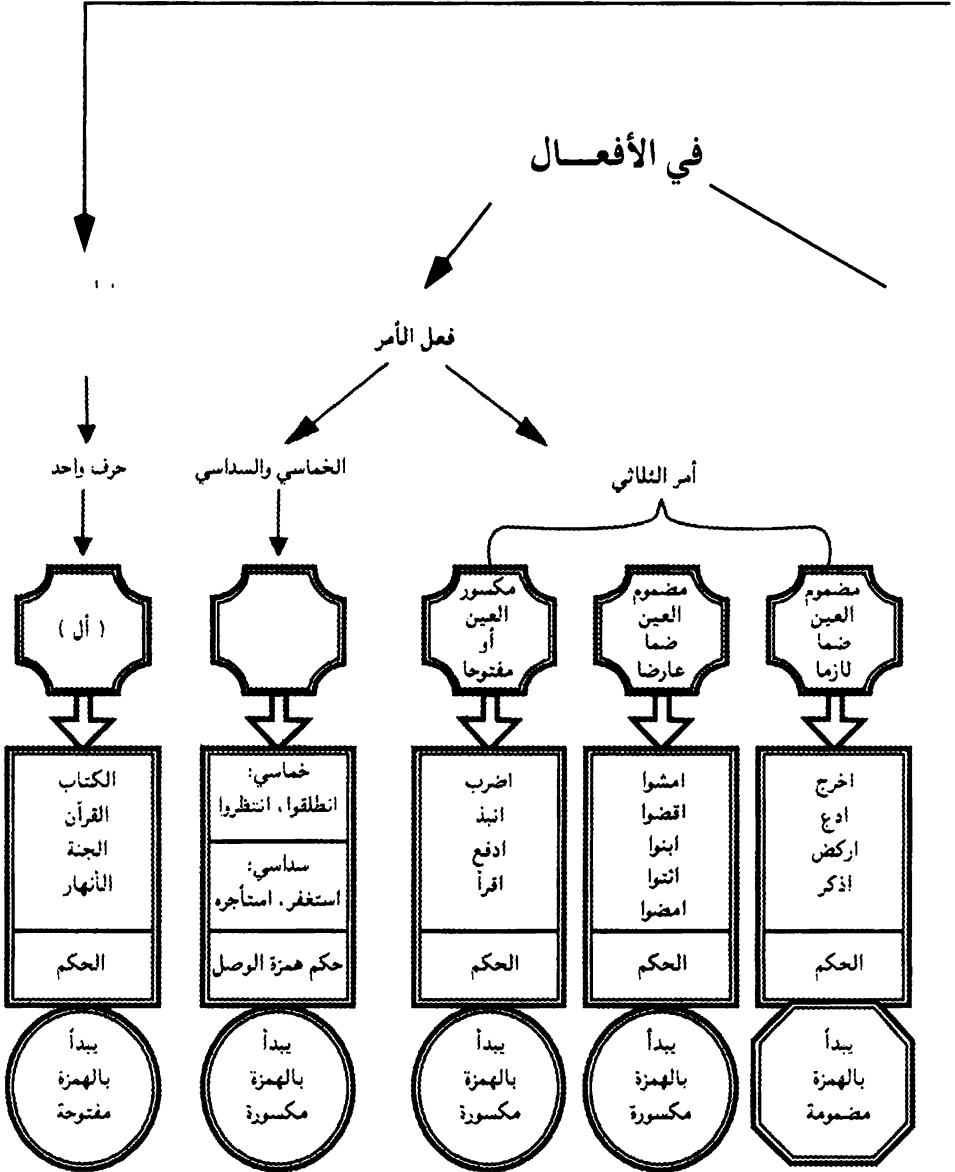 في الأفعـــال
فعل الأمر
أمر الثلاثي
الخماسي والسداسي
حرف واحد
مضموم
العين
ضما
لازما
مضموم
العين
ضما
عارضا
مكسور
العين
أو
مفتوحا
( أل )
اخرج
ادع
اركض
اذكر
الحكم
يبدأ
بالهمزة
مضمومة
امشوا
اقضوا
ابنوا
ائتوا
امضوا
الحكم
يبدأ
بالهمزة
مكسورة
اضرب
انبذ
ادفع
اقرأ
الحكم
يبدأ
بالهمزة
مكسورة
خماسي:
انطلقوا، انتظروا
سداسي:
استغفر، استأجره
حكم همزة الوصل
يبدأ
بالهمزة
مكسورة
الكتاب
القرآن
الجنة
الأنهار
الحكم
يبدأ
بالهمزة
مفتوحة